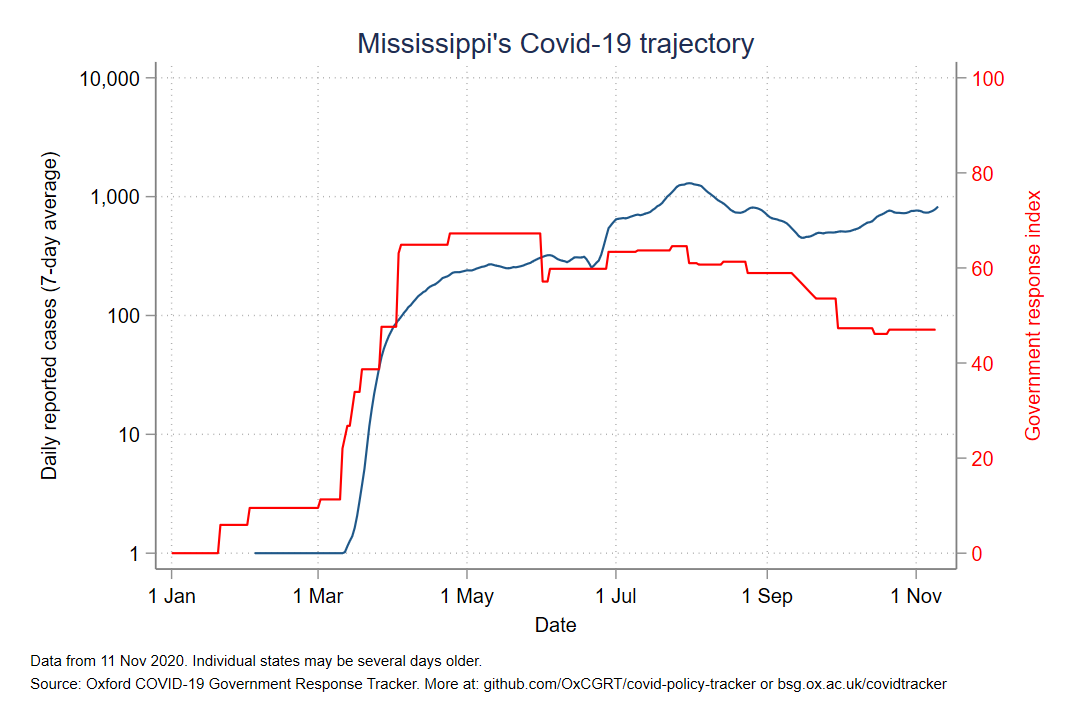 Mississippi's Covid-19 trajectory
10,000
1,000
100
10
1
Daily reported cases (7-day average)
100
80
60
40
20
0
Government response index
1 Jan
1 Mar
1 May
1 Jul
1 Sep
1 Nov
Date
Data from 11 Nov 2020. Individual states may be several days older.
Source: Oxford COVID-19 Government Response Tracker. More at: github.com/OxCGRT/covid-policy-tracker or bsg.ox.ac.uk/covidtracker